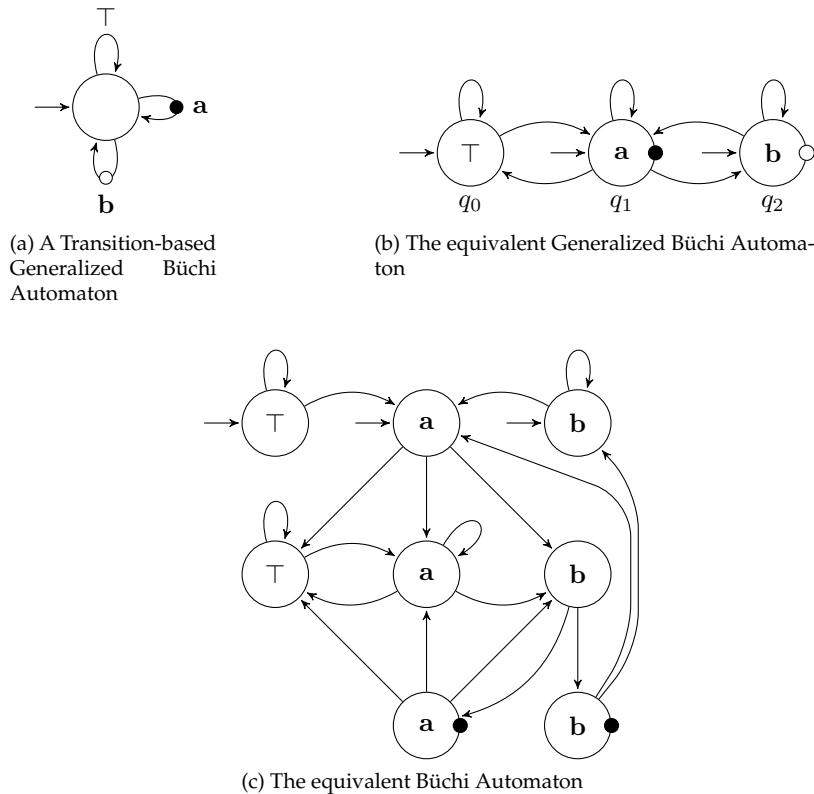 ⊤
a
b
(a) A Transition-based
Generalized Büchi
Automaton
⊤ a b
q0 q1 q2
(b) The equivalent Generalized Büchi Automa-
ton
⊤ a b
⊤ a b
a b
(c) The equivalent Büchi Automaton